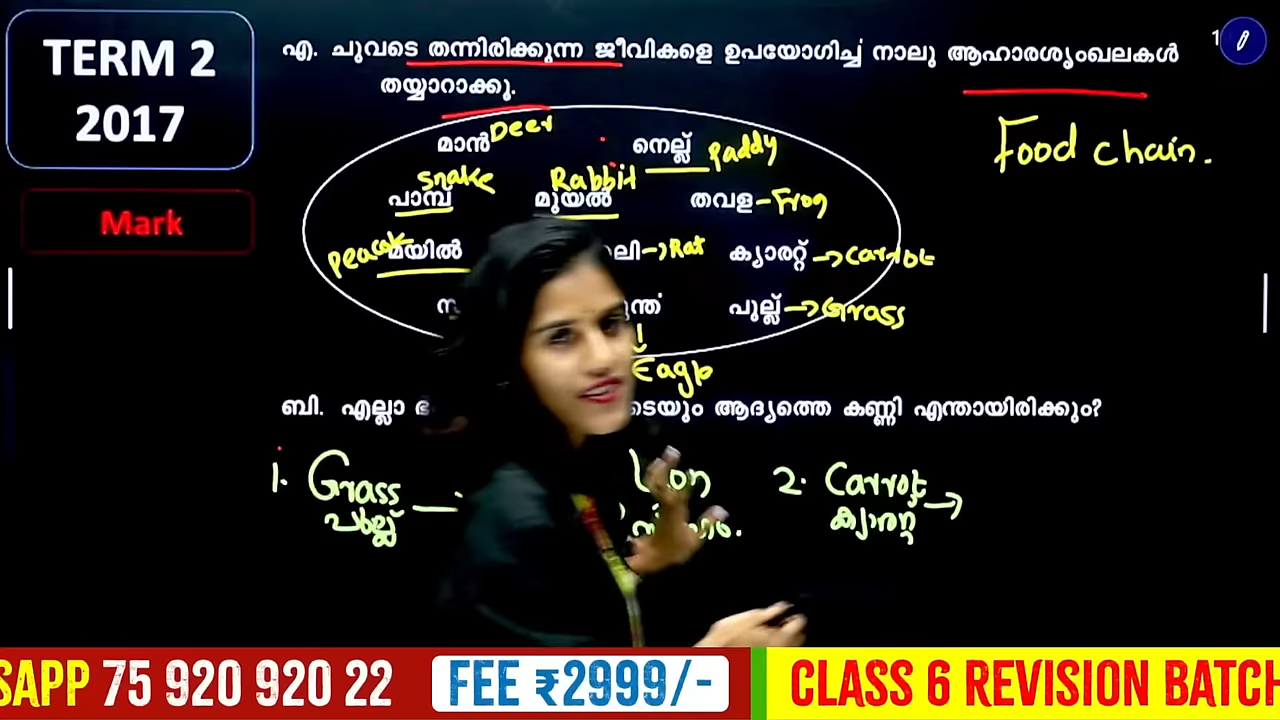 TERM 2
2017
Mark
എ. ചുവടെ തന്നിരിക്കുന്ന ജീവികളെ ഉപയോഗിച്ച് നാലു ആഹാരശൃംഖലകൾ
തയ്യാറാക്കൂ.
1
Food chain.
മാൻ Deer നെല്ല് Paddy
Snake Rabbit
പാമ്പ് മുയൽ തവള - Frog
Peacok മയിൽ ലി → Rat ക്യാരറ്റ് → Carrot
പുല്ല് → Grass
Eagle
ബി. എല്ലാ ടെയും ആദ്യത്തെ കണ്ണി എന്തായിരിക്കും?
1. Grass 2. Carrot →
പുല്ല് ക്യാരറ്റ്
SAPP 75 920 920 22 FEE ₹2999/- CLASS 6 REVISION BATCH